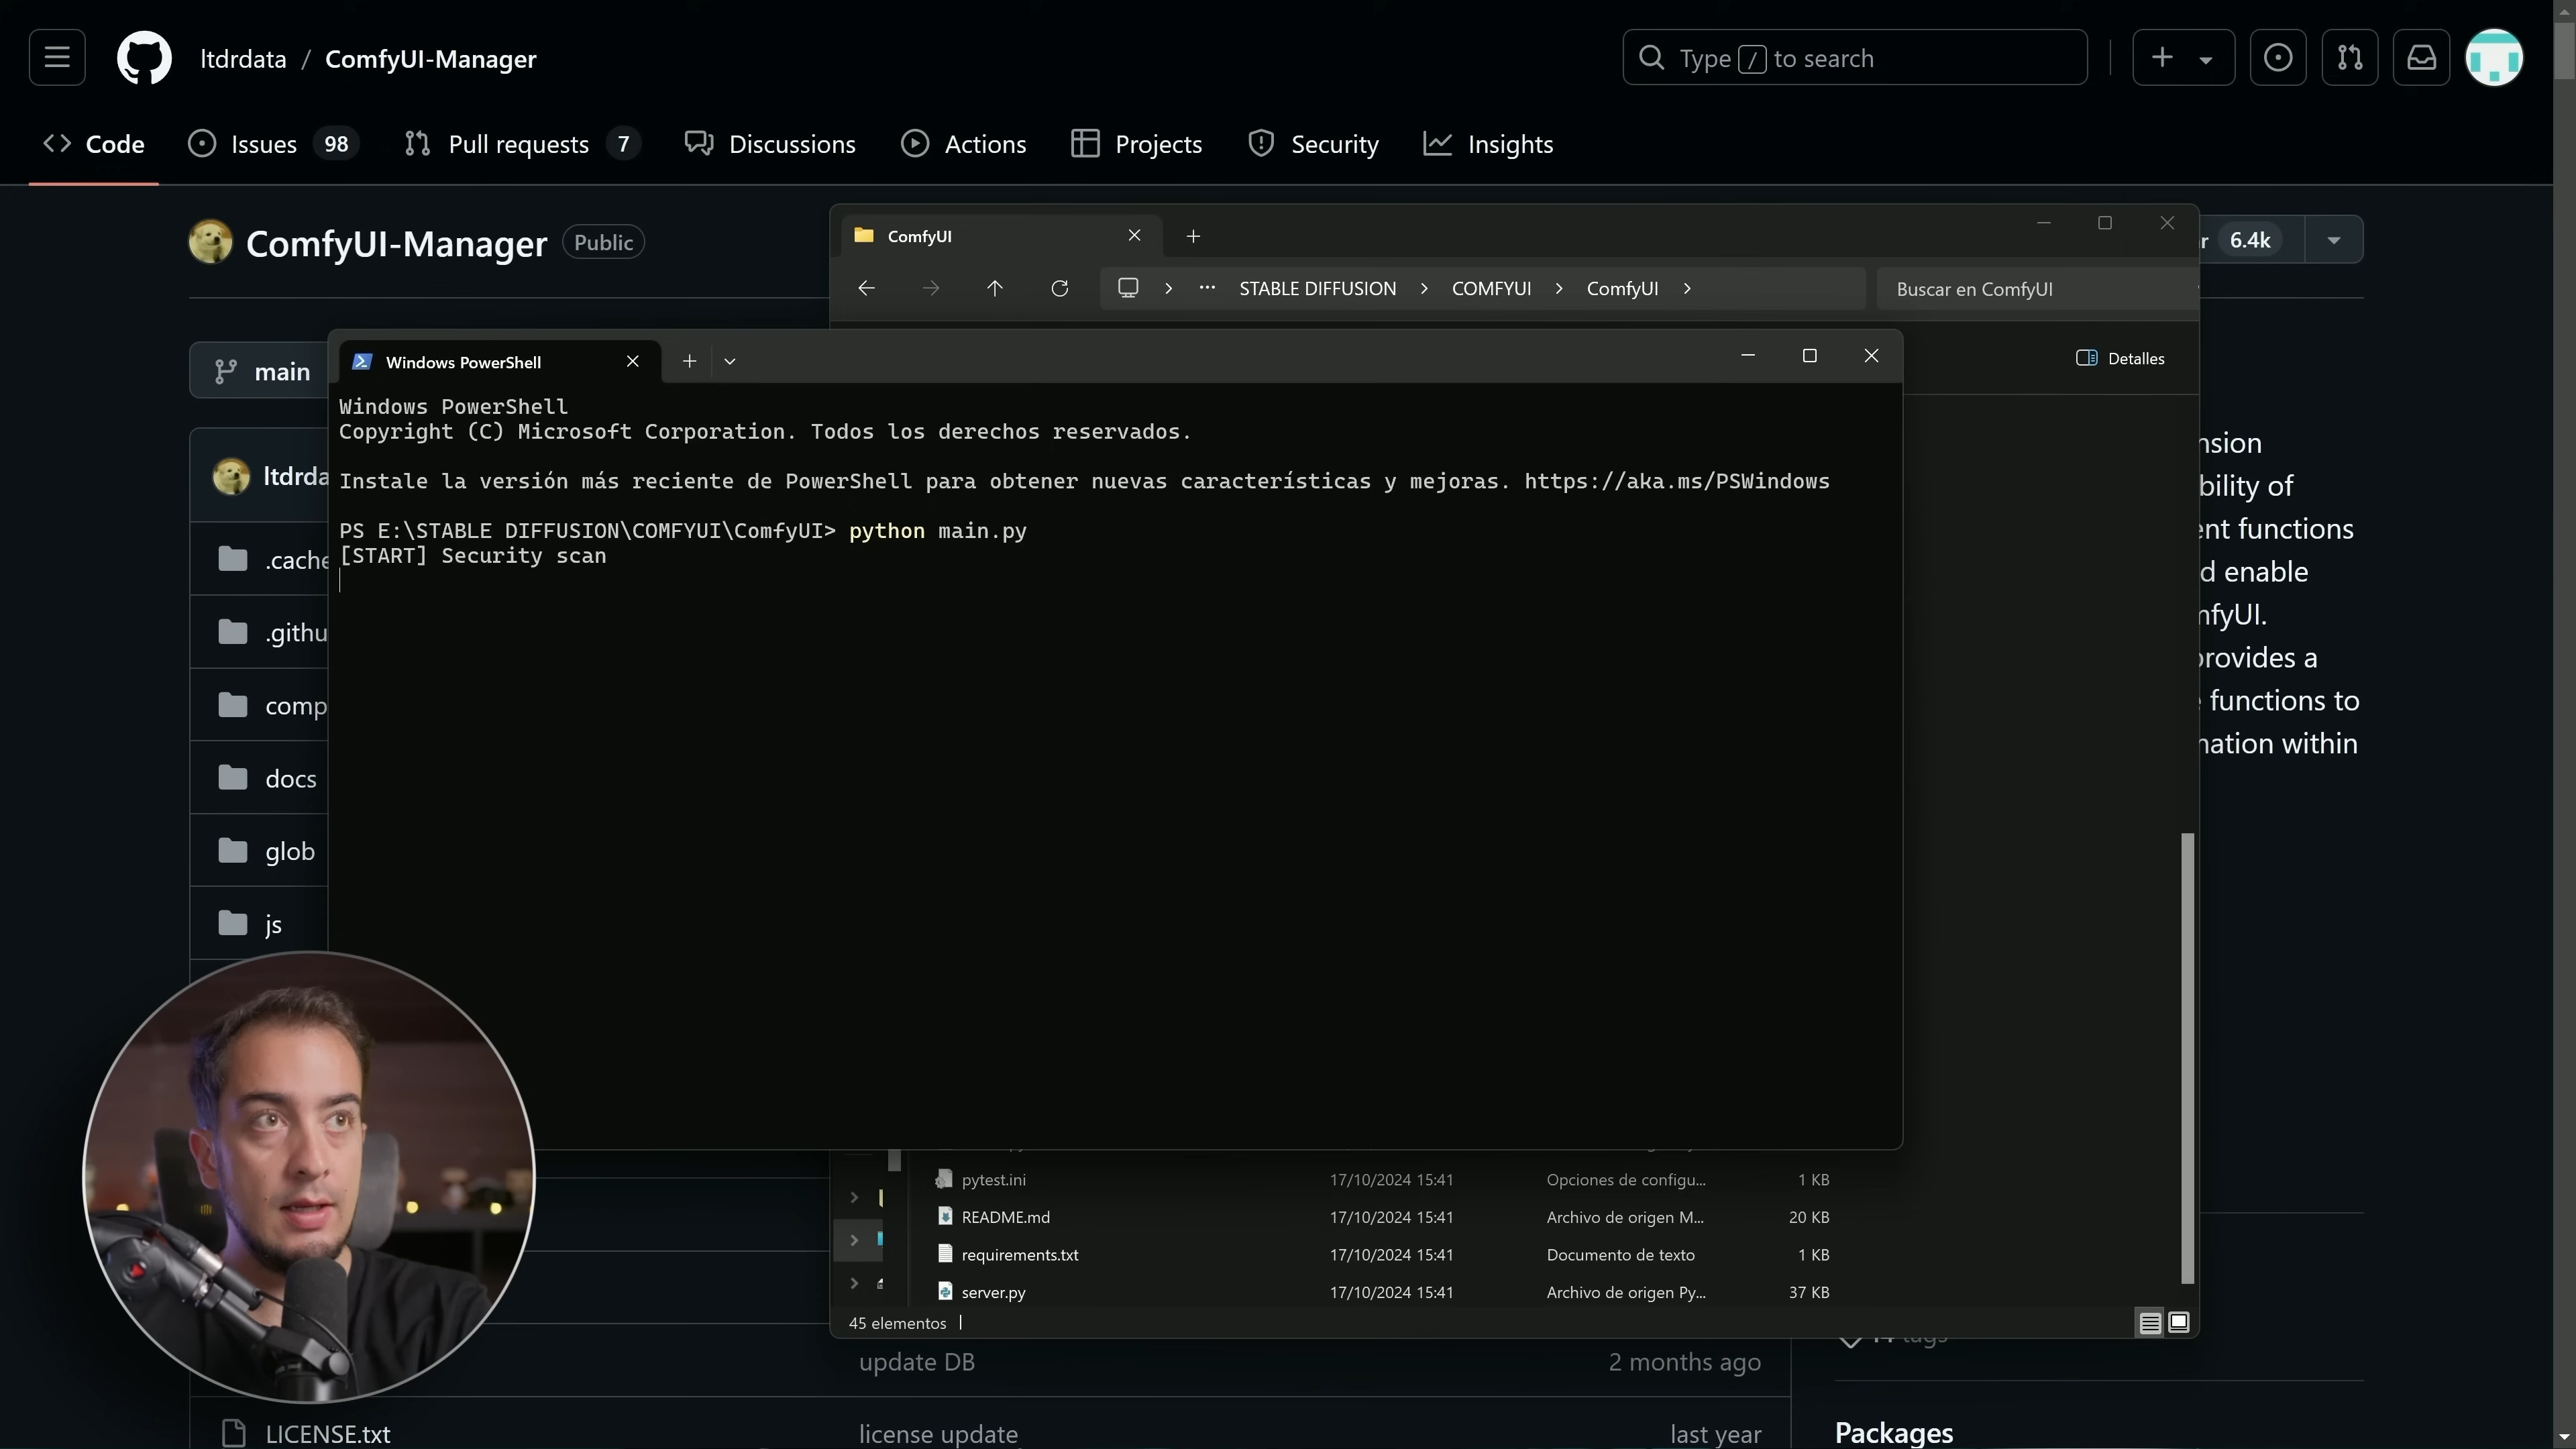 ltdrdata / ComfyUI-Manager
Type / to search
Code
Issues 98
Pull requests 7
Discussions
Actions
Projects
Security
Insights
ComfyUI-Manager Public
6.4k
ComfyUI
STABLE DIFFUSION > COMFYUI > ComfyUI >
Buscar en ComfyUI
Detalles
main
Windows PowerShell
Windows PowerShell
Copyright (C) Microsoft Corporation. Todos los derechos reservados.
Instale la versión más reciente de PowerShell para obtener nuevas características y mejoras. https://aka.ms/PSWindows
PS E:\STABLE DIFFUSION\COMFYUI\ComfyUI> python main.py
[START] Security scan
ltdrda
.cache
.githu
comp
docs
glob
js
nsion
bility of
ent functions
d enable
nfyUI.
provides a
functions to
mation within
pytest.ini 17/10/2024 15:41 Opciones de configu... 1 KB
README.md 17/10/2024 15:41 Archivo de origen M... 20 KB
requirements.txt 17/10/2024 15:41 Documento de texto 1 KB
server.py 17/10/2024 15:41 Archivo de origen Py... 37 KB
45 elementos
tags
update DB 2 months ago
LICENSE.txt license update last year
Packages